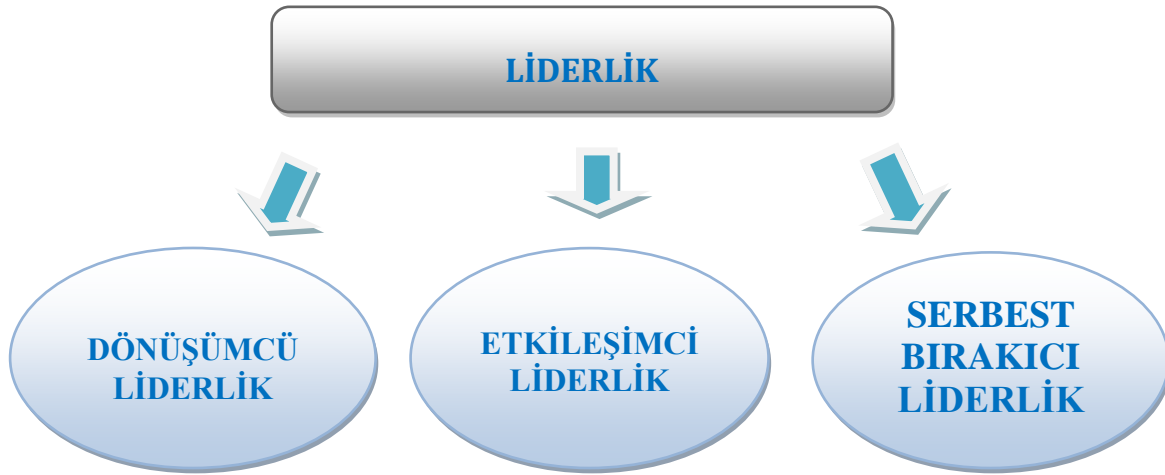 LİDERLİK
DÖNÜŞÜMCÜ
LİDERLİK
ETKİLEŞİMCİ
LİDERLİK
SERBEST
BIRAKICI
LİDERLİK